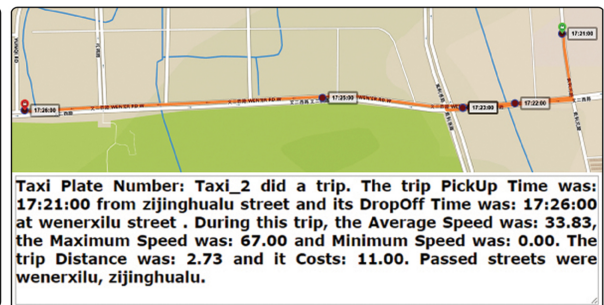 17:21:00
17:26:00
17:25:00
WENER RD W
17:23:00
17:22:00
Taxi Plate Number: Taxi_2 did a trip. The trip PickUp Time was:
17:21:00 from zijinghualu street and its DropOff Time was: 17:26:00
at wenerxilu street . During this trip, the Average Speed was: 33.83,
the Maximum Speed was: 67.00 and Minimum Speed was: 0.00. The
trip Distance was: 2.73 and it Costs: 11.00. Passed streets were
wenerxilu, zijinghualu.